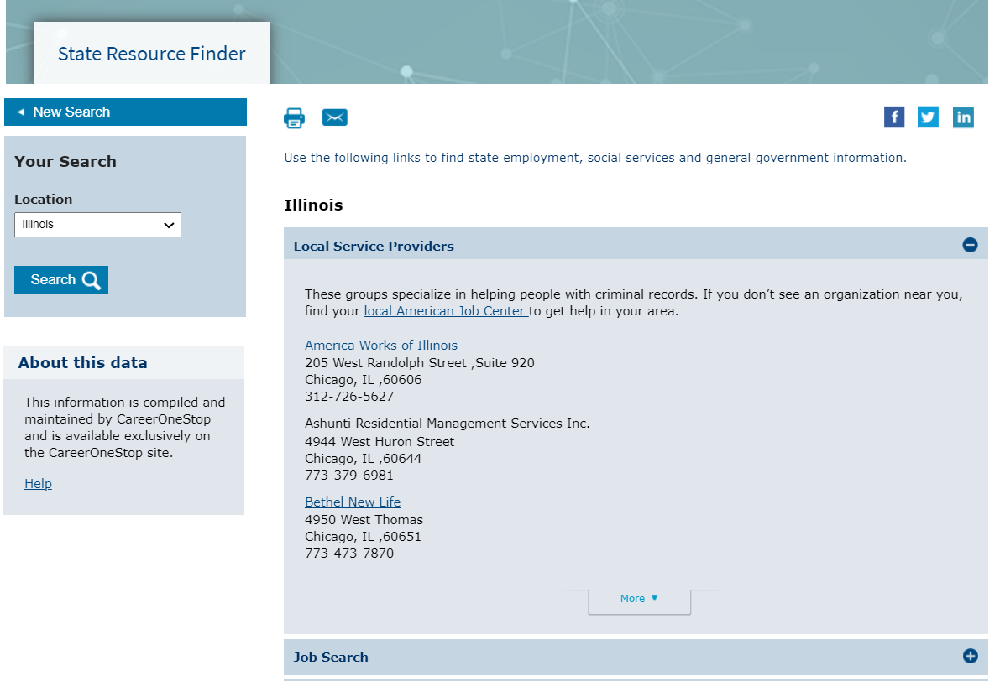 State Resource Finder
New Search
Your Search
Location
Illinois
Search
About this data
This information is compiled and
maintained by CareerOneStop
and is available exclusively on
the CareerOneStop site.
Help
f
in
Use the following links to find state employment, social services and general government information.
Illinois
Local Service Providers
These groups specialize in helping people with criminal records. If you don’t see an organization near you,
find your local American Job Center to get help in your area.
America Works of Illinois
205 West Randolph Street ,Suite 920
Chicago, IL ,60606
312-726-5627
Ashunti Residential Management Services Inc.
4944 West Huron Street
Chicago, IL ,60644
773-379-6981
Bethel New Life
4950 West Thomas
Chicago, IL ,60651
773-473-7870
More
Job Search